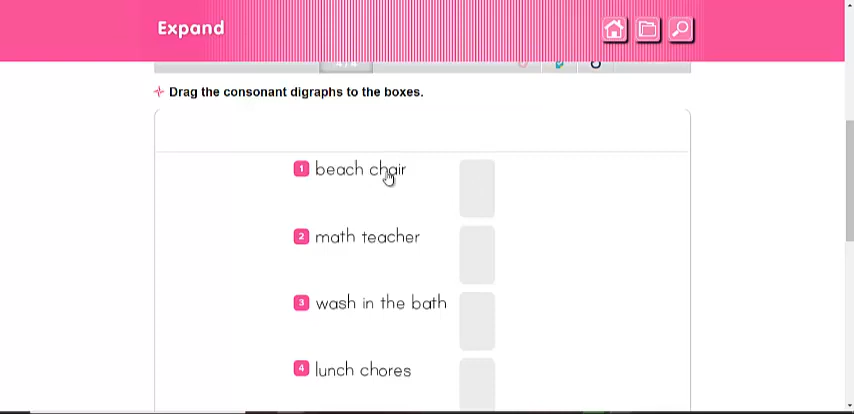 Expand
Drag the consonant digraphs to the boxes.
1 beach chair
2 math teacher
3 wash in the bath
4 lunch chores